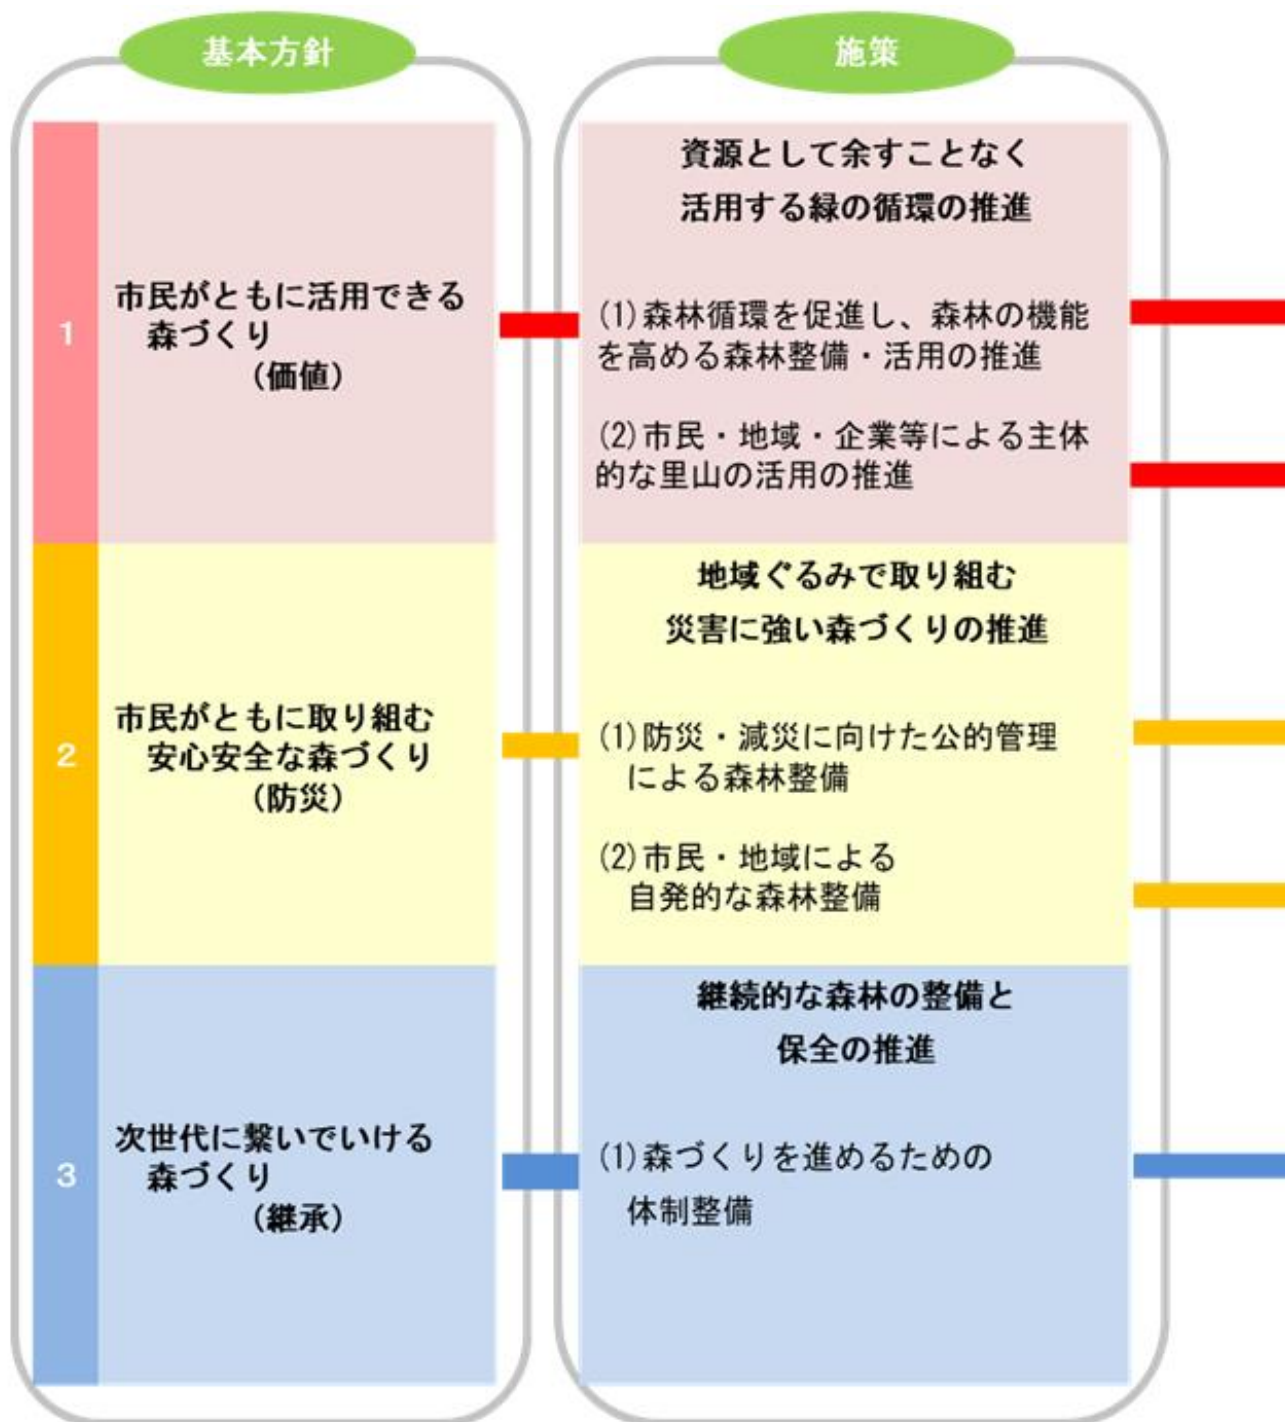 基本方針
施策
1
市民がともに活用できる
森づくり
（価値）
資源として余すことなく
活用する緑の循環の推進
(1)森林循環を促進し、森林の機能
を高める森林整備・活用の推進
(2)市民・地域・企業等による主体
的な里山の活用の推進
2
市民がともに取り組む
安心安全な森づくり
（防災）
地域ぐるみで取り組む
災害に強い森づくりの推進
(1)防災・減災に向けた公的管理
による森林整備
(2)市民・地域による
自発的な森林整備
3
次世代に繋いでいける
森づくり
（継承）
継続的な森林の整備と
保全の推進
(1)森づくりを進めるための
体制整備